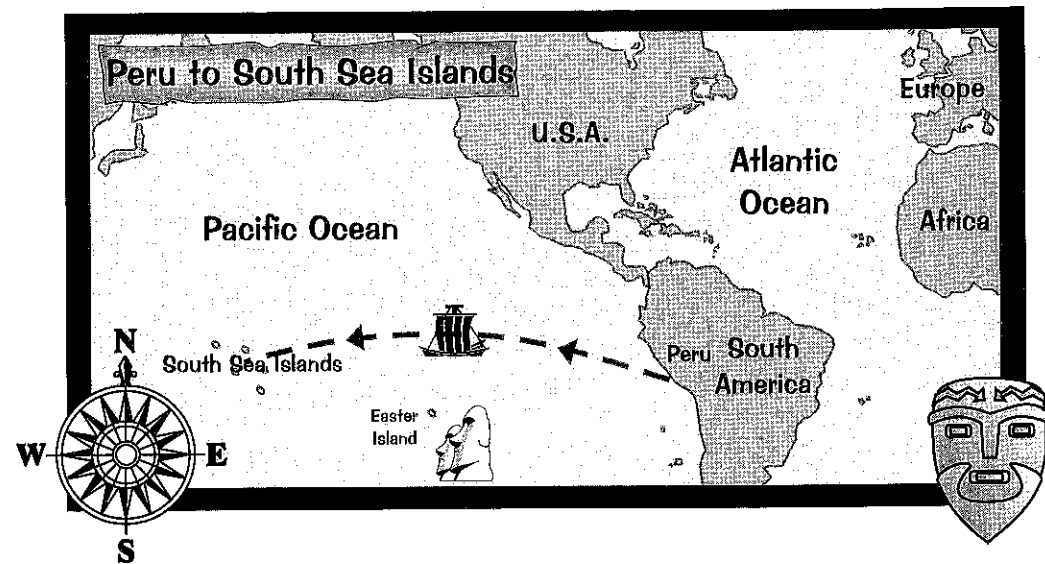 Peru to South Sea Islands
Europe
U.S.A.
Atlantic
Ocean
Africa
Pacific Ocean
N
South Sea Islands
Peru South
America
Easter
Island
W
E
S